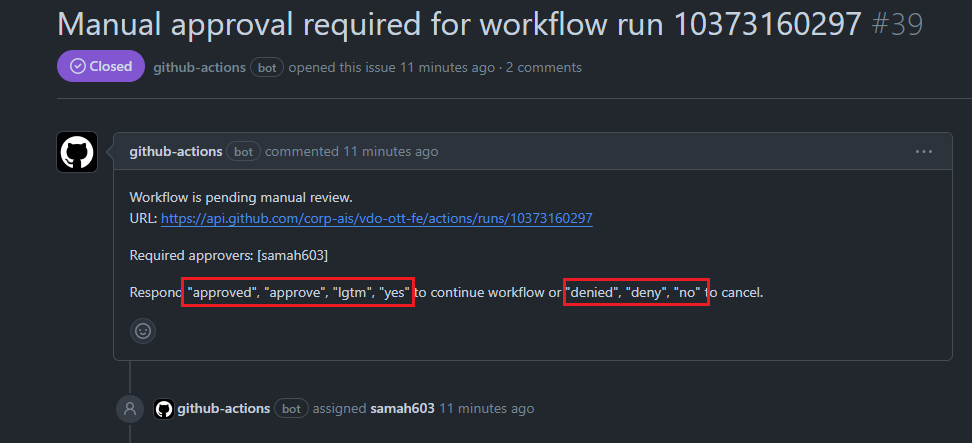 Manual approval required for workflow run 10373160297 #39
Closed github-actions bot opened this issue 11 minutes ago · 2 comments
github-actions bot commented 11 minutes ago
Workflow is pending manual review.
URL: https://api.github.com/corp-ais/vdo-ott-fe/actions/runs/10373160297
Required approvers: [samah603]
Respond "approved", "approve", "lgtm", "yes" to continue workflow or "denied", "deny", "no" to cancel.
github-actions bot assigned samah603 11 minutes ago